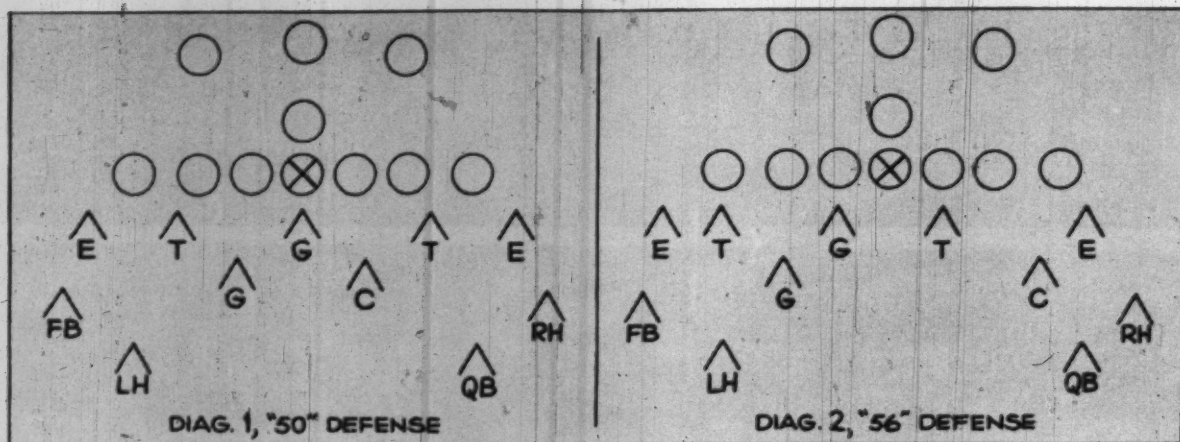 E T G T E
G C
FB RH
LH QB
DIAG. 1, "50" DEFENSE
E T G T E
G C
FB RH
LH QB
DIAG. 2, "56" DEFENSE